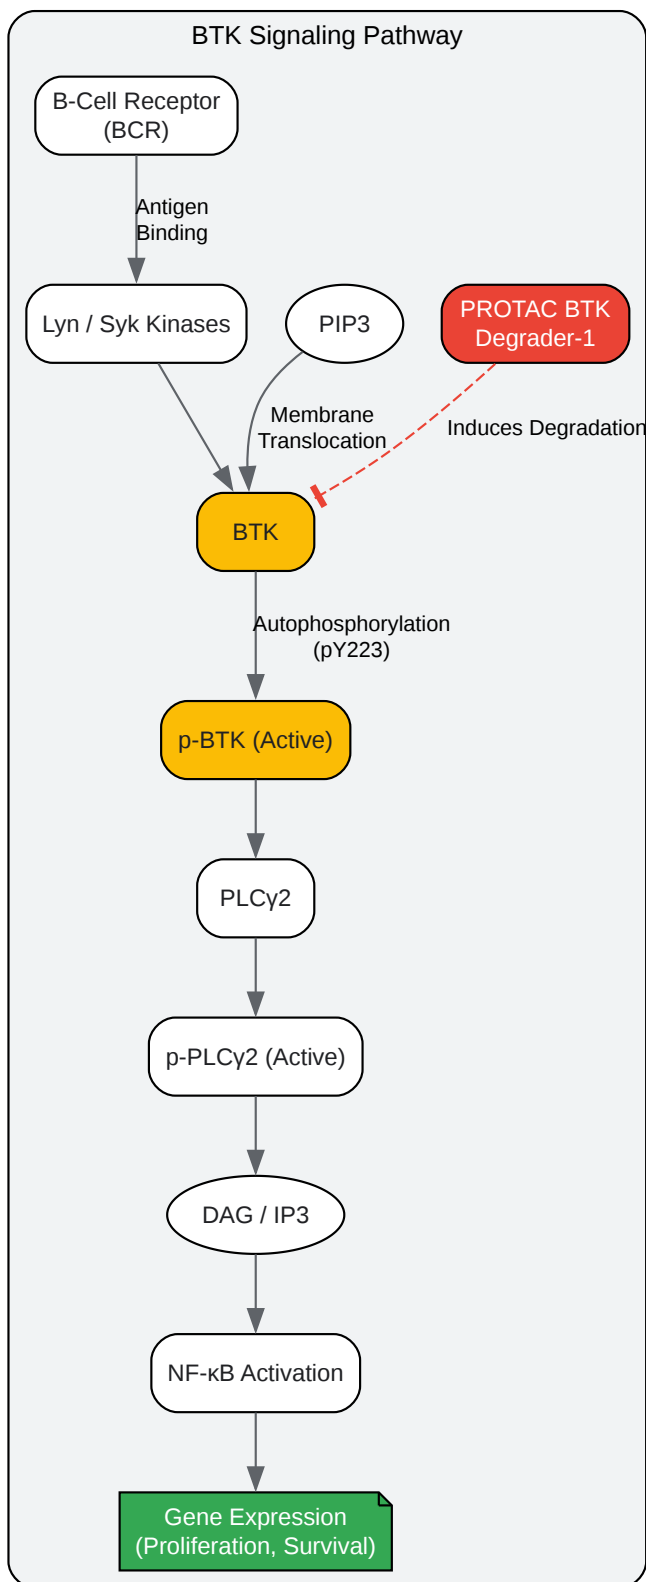 BTK Signaling Pathway
B-Cell Receptor
(BCR)
Antigen
Binding
Lyn / Syk Kinases
PIP3
PROTAC BTK
Degrader-1
Membrane
Translocation
Induces Degradation
BTK
Autophosphorylation
(pY223)
p-BTK (Active)
PLCγ2
p-PLCγ2 (Active)
DAG / IP3
NF-κB Activation
Gene Expression
(Proliferation, Survival)